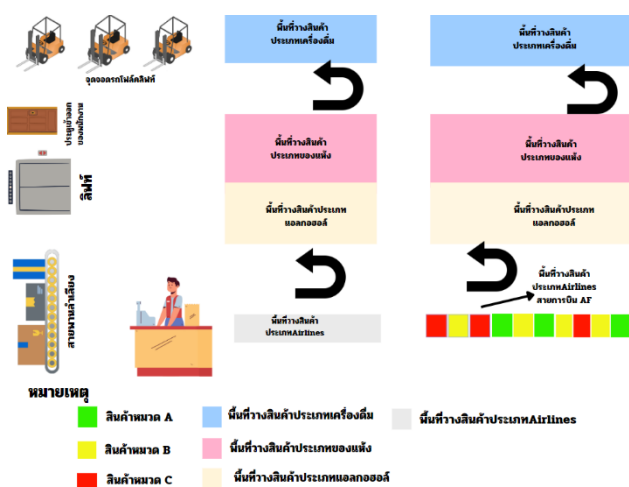 จุดจอดรถโฟล์คลิฟท์
ประตูเข้าออก
ของพนักงาน
ลิฟท์
สายพานลำเลียง
พื้นที่วางสินค้า
ประเภทเครื่องดื่ม
พื้นที่วางสินค้า
ประเภทของแห้ง
พื้นที่วางสินค้าประเภท
แอลกอฮอล์
พื้นที่วางสินค้า
ประเภทAirlines
พื้นที่วางสินค้า
ประเภทเครื่องดื่ม
พื้นที่วางสินค้า
ประเภทของแห้ง
พื้นที่วางสินค้าประเภท
แอลกอฮอล์
พื้นที่วางสินค้า
ประเภทAirlines
สายการบิน AF
หมายเหตุ
สินค้าหมวด A
พื้นที่วางสินค้าประเภทเครื่องดื่ม
พื้นที่วางสินค้าประเภทAirlines
สินค้าหมวด B
พื้นที่วางสินค้าประเภทของแห้ง
สินค้าหมวด C
พื้นที่วางสินค้าประเภทแอลกอฮอล์